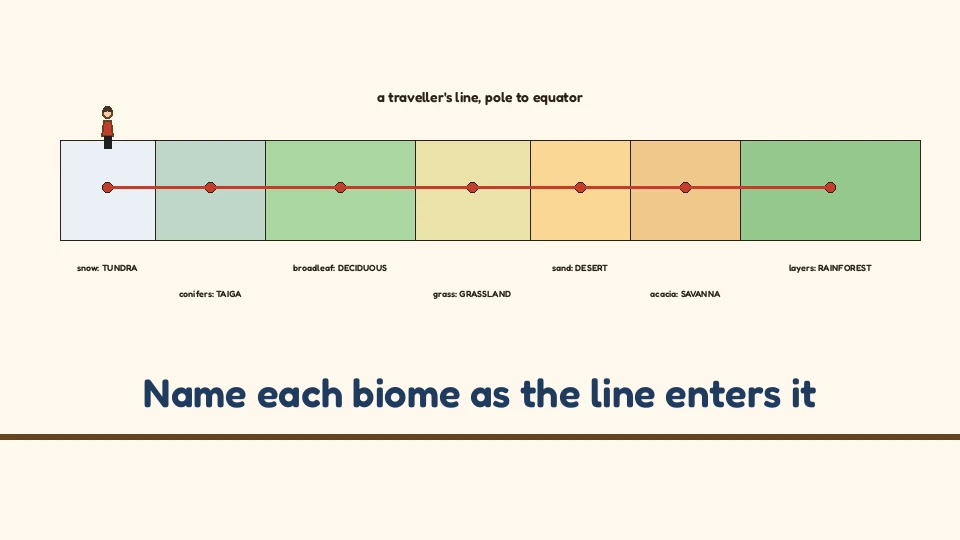 a traveller's line, pole to equator
snow: TUNDRA
broadleaf: DECIDUOUS
sand: DESERT
layers: RAINFOREST
conifers: TAIGA
grass: GRASSLAND
acacia: SAVANNA
Name each biome as the line enters it